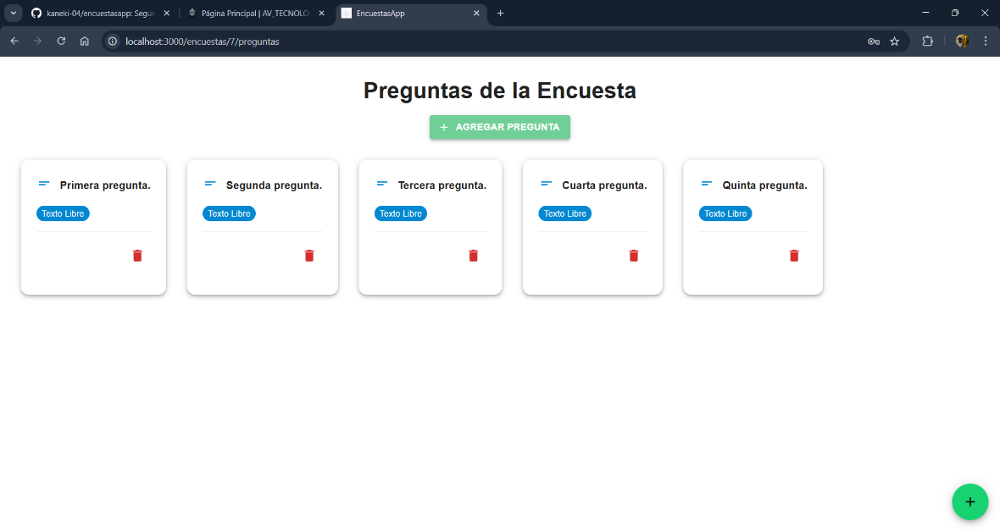 kaneki-04/encuestasapp: Segun
Página Principal | AV_TECNOLO
EncuestasApp
localhost:3000/encuestas/7/preguntas
Preguntas de la Encuesta
+ AGREGAR PREGUNTA
Primera pregunta.
Texto Libre
Segunda pregunta.
Texto Libre
Tercera pregunta.
Texto Libre
Cuarta pregunta.
Texto Libre
Quinta pregunta.
Texto Libre
+